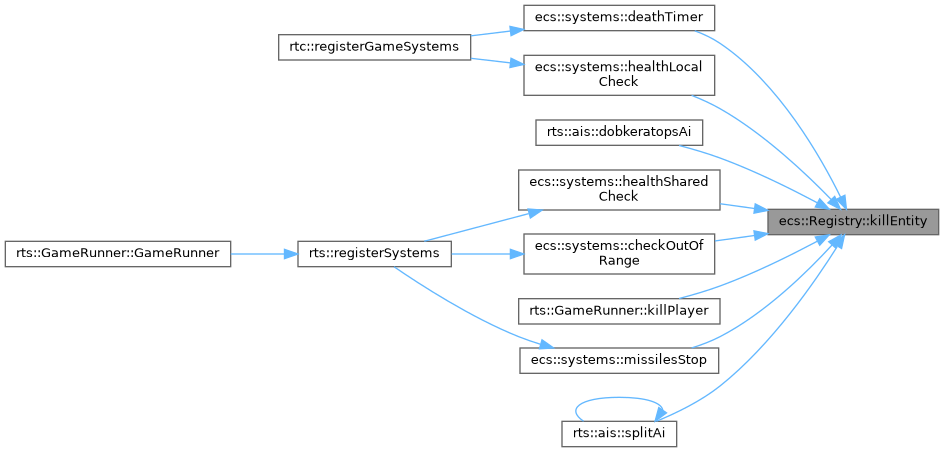 ecs::systems::deathTimer
rtc::registerGameSystems
ecs::systems::healthLocal
Check
rts::ais::dobkeratopsAi
ecs::systems::healthShared
Check
ecs::Registry::killEntity
rts::GameRunner::GameRunner
rts::registerSystems
ecs::systems::checkOutOf
Range
rts::GameRunner::killPlayer
ecs::systems::missilesStop
rts::ais::splitAi